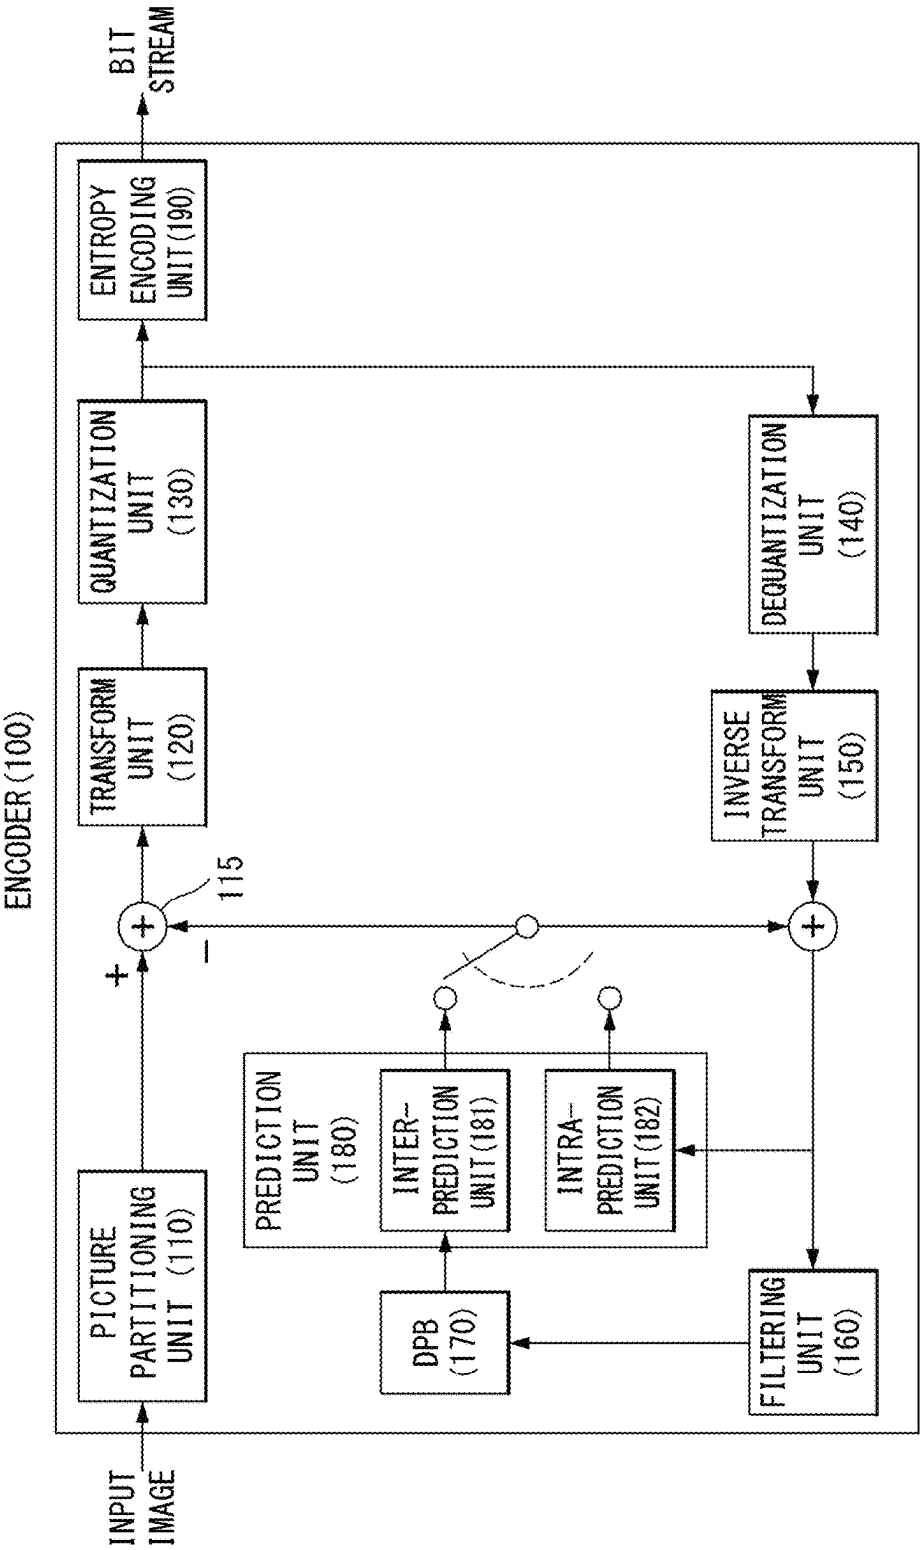 ENCODER (100)
INPUT
IMAGE
PICTURE
PARTITIONING
UNIT (110)
+
−
+
115
TRANSFORM
UNIT
(120)
QUANTIZATION
UNIT
(130)
ENTROPY
ENCODING
UNIT(190)
BIT
STREAM
PREDICTION
UNIT
(180)
INTER-
PREDICTION
UNIT(181)
INTRA-
PREDICTION
UNIT(182)
DPB
(170)
FILTERING
UNIT
(160)
+
INVERSE
TRANSFORM
UNIT
(150)
DEQUANTIZATION
UNIT
(140)